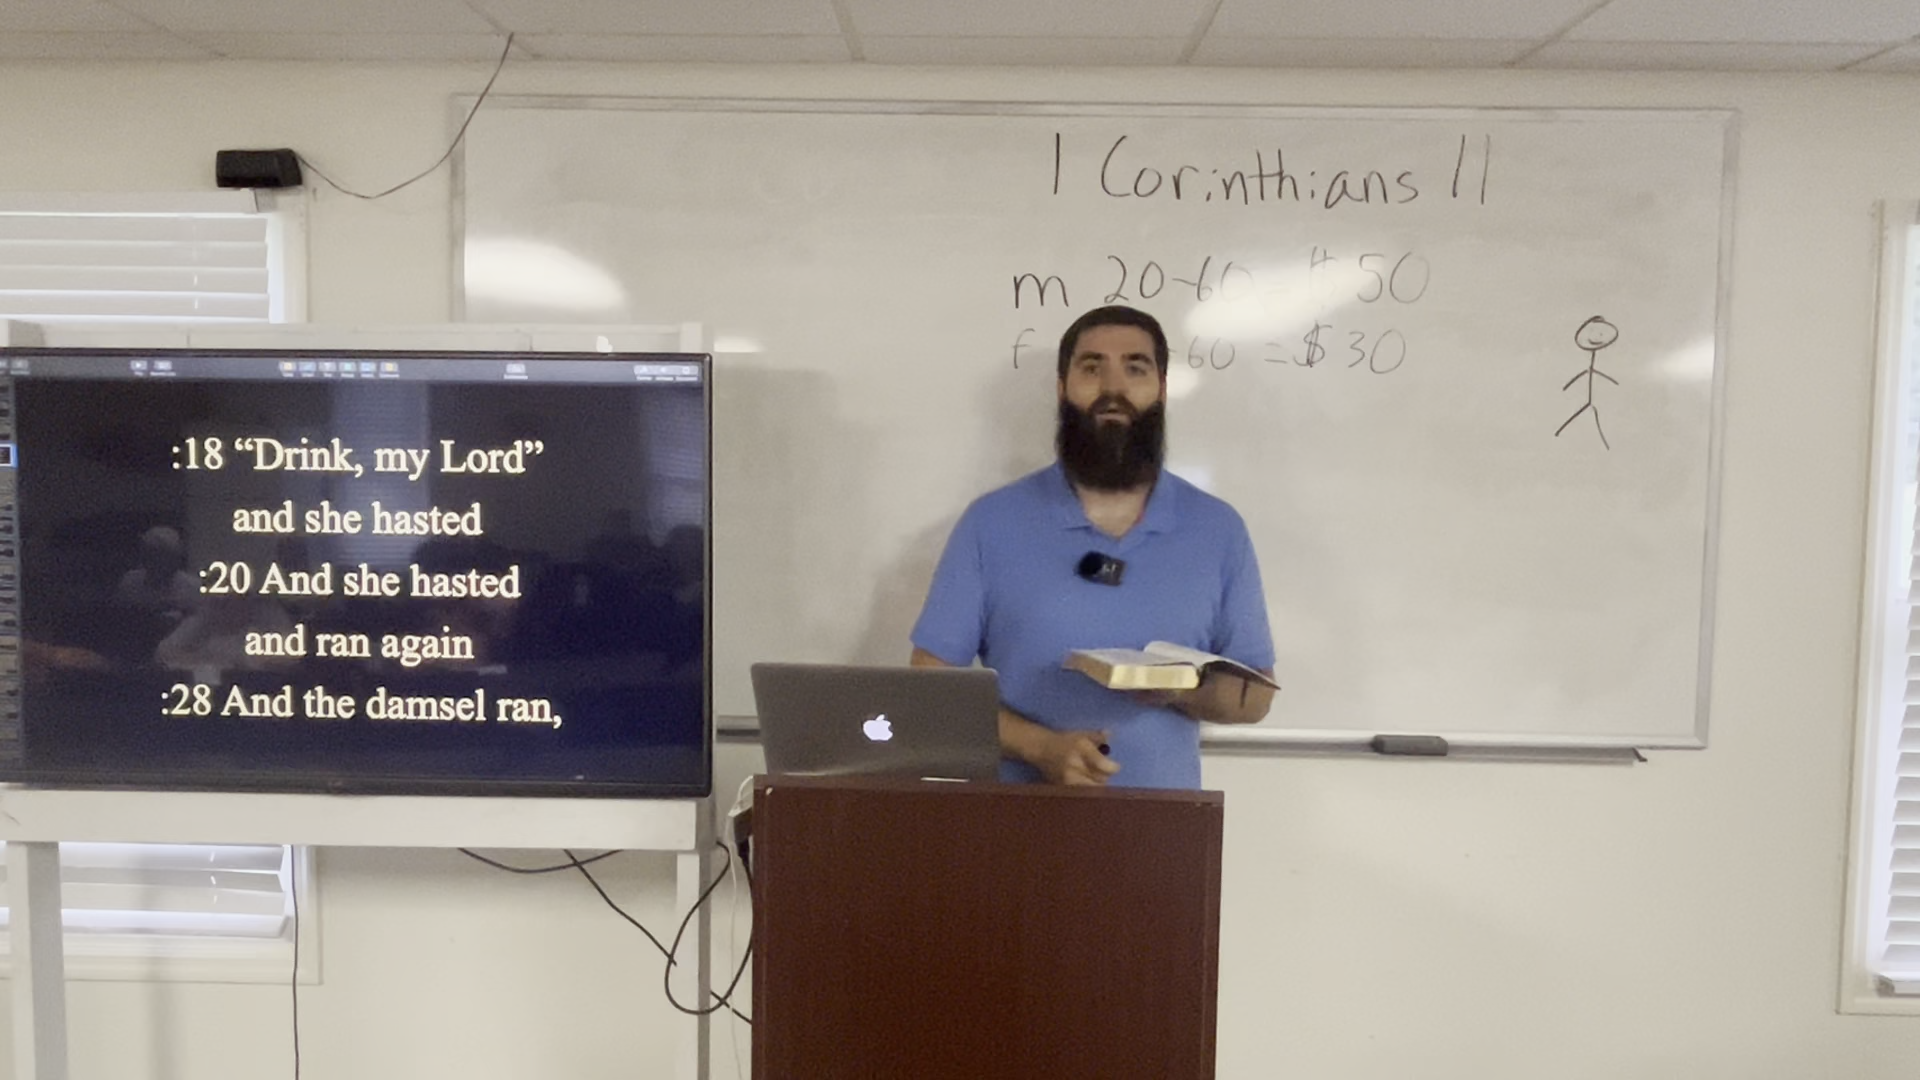 1 Corinthians 11
m 20-60 = $ 50
f -60 = $ 30
:18 “Drink, my Lord”
and she hasted
:20 And she hasted
and ran again
:28 And the damsel ran,